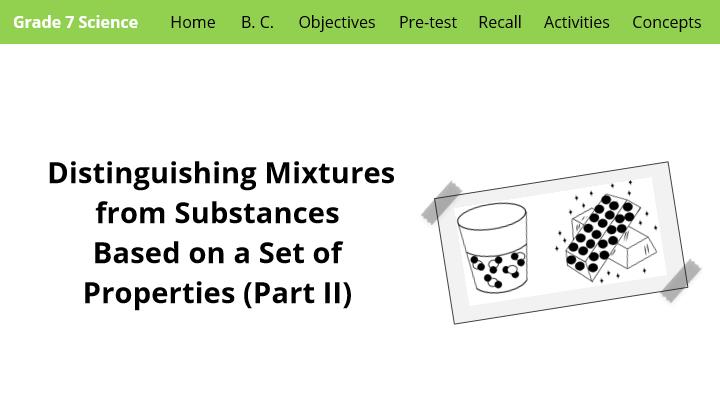 Grade 7 Science Home B. C. Objectives Pre-test Recall Activities Concepts
Distinguishing Mixtures
from Substances
Based on a Set of
Properties (Part II)